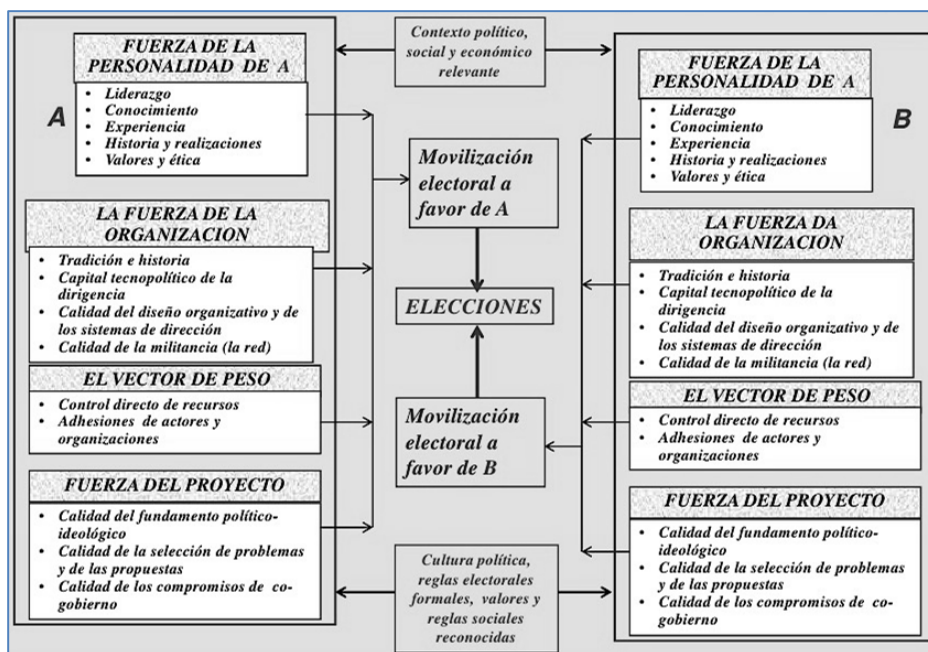 A
FUERZA DE LA
PERSONALIDAD DE A
• Liderazgo
• Conocimiento
• Experiencia
• Historia y realizaciones
• Valores y ética
LA FUERZA DE LA
ORGANIZACION
• Tradición e historia
• Capital tecnopolítico de la
dirigencia
• Calidad del diseño organizativo y de
los sistemas de dirección
• Calidad de la militancia (la red)
EL VECTOR DE PESO
• Control directo de recursos
• Adhesiones de actores y
organizaciones
FUERZA DEL PROYECTO
• Calidad del fundamento político-
ideológico
• Calidad de la selección de problemas
y de las propuestas
• Calidad de los compromisos de co-
gobierno
Contexto político,
social y económico
relevante
Movilización
electoral a
favor de A
ELECCIONES
Movilización
electoral a
favor de B
Cultura política,
reglas electorales
formales, valores y
reglas sociales
reconocidas
B
FUERZA DE LA
PERSONALIDAD DE A
• Liderazgo
• Conocimiento
• Experiencia
• Historia y realizaciones
• Valores y ética
LA FUERZA DA
ORGANIZACION
• Tradición e historia
• Capital tecnopolítico de la
dirigencia
• Calidad del diseño organizativo y de
los sistemas de dirección
• Calidad de la militancia (la red)
EL VECTOR DE PESO
• Control directo de recursos
• Adhesiones de actores y
organizaciones
FUERZA DEL PROYECTO
• Calidad del fundamento político-
ideológico
• Calidad de la selección de problemas
y de las propuestas
• Calidad de los compromisos de co-
gobierno